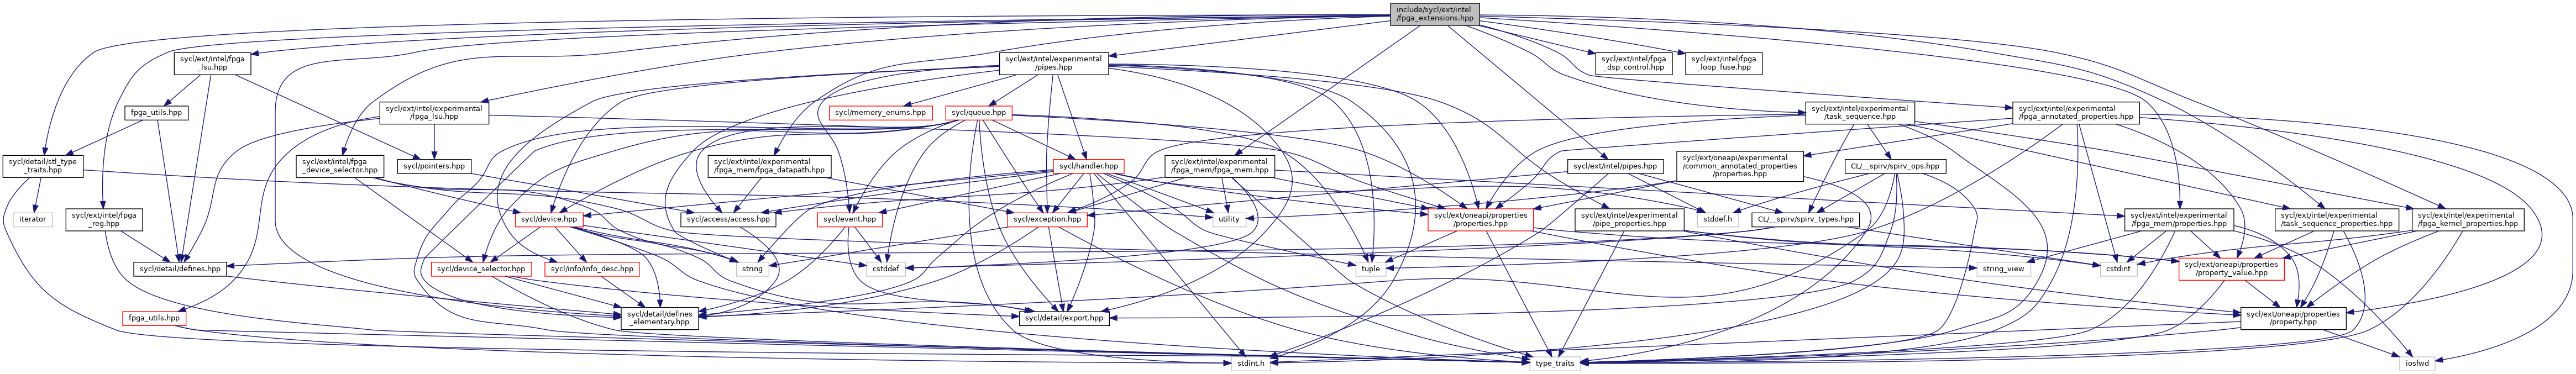 include/sycl/ext/intel
/fpga_extensions.hpp
sycl/ext/intel/fpga
_lsu.hpp
sycl/ext/intel/experimental
/pipes.hpp
sycl/ext/intel/fpga
_dsp_control.hpp
sycl/ext/intel/fpga
_loop_fuse.hpp
fpga_utils.hpp
sycl/ext/intel/experimental
/fpga_lsu.hpp
sycl/memory_enums.hpp
sycl/queue.hpp
sycl/ext/intel/experimental
/task_sequence.hpp
sycl/ext/intel/experimental
/fpga_annotated_properties.hpp
sycl/detail/stl_type
_traits.hpp
sycl/ext/intel/fpga
_device_selector.hpp
sycl/pointers.hpp
sycl/ext/intel/experimental
/fpga_mem/fpga_datapath.hpp
sycl/handler.hpp
sycl/ext/intel/experimental
/fpga_mem/fpga_mem.hpp
sycl/ext/intel/pipes.hpp
sycl/ext/oneapi/experimental
/common_annotated_properties
/properties.hpp
CL/__spirv/spirv_ops.hpp
iterator
sycl/ext/intel/fpga
_reg.hpp
sycl/device.hpp
sycl/access/access.hpp
sycl/event.hpp
sycl/exception.hpp
utility
sycl/ext/oneapi/properties
/properties.hpp
sycl/ext/intel/experimental
/pipe_properties.hpp
stddef.h
CL/__spirv/spirv_types.hpp
sycl/ext/intel/experimental
/fpga_mem/properties.hpp
sycl/ext/intel/experimental
/task_sequence_properties.hpp
sycl/ext/intel/experimental
/fpga_kernel_properties.hpp
sycl/detail/defines.hpp
sycl/device_selector.hpp
sycl/info/info_desc.hpp
string
cstddef
tuple
string_view
cstdint
sycl/ext/oneapi/properties
/property_value.hpp
fpga_utils.hpp
sycl/detail/defines
_elementary.hpp
sycl/detail/export.hpp
sycl/ext/oneapi/properties
/property.hpp
stdint.h
type_traits
iosfwd